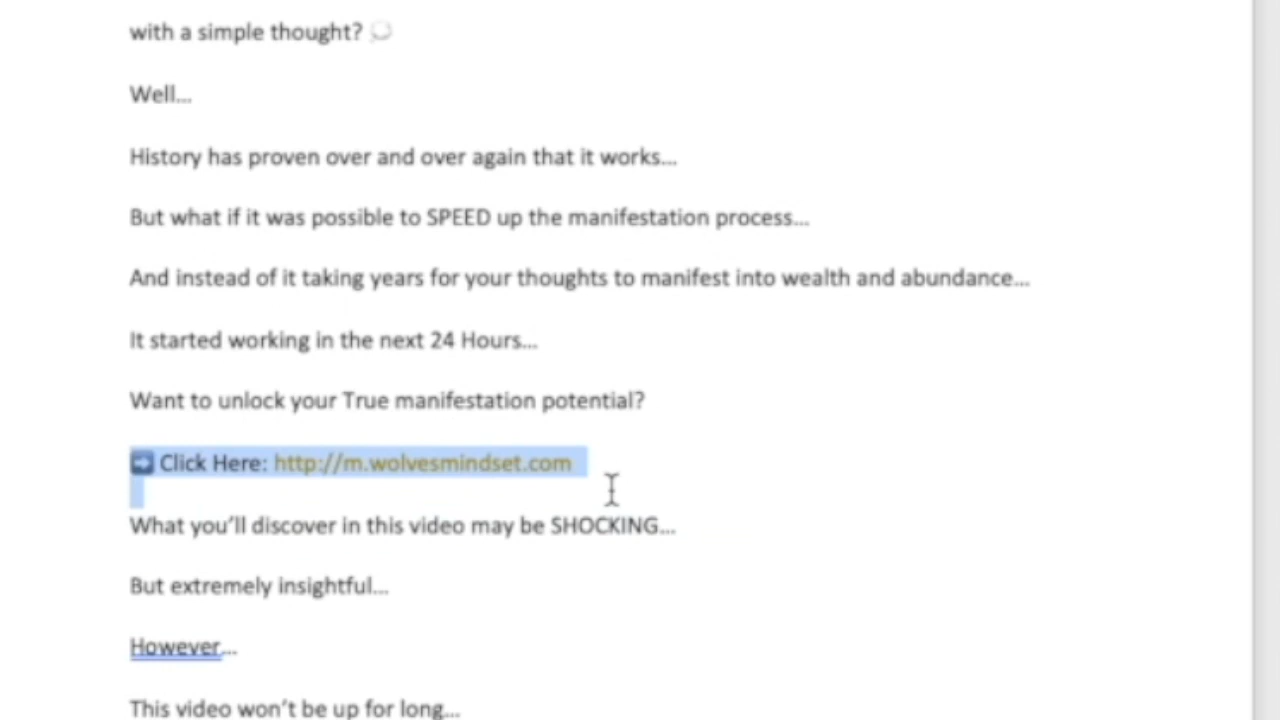 with a simple thought? 💭
Well...
History has proven over and over again that it works...
But what if it was possible to SPEED up the manifestation process...
And instead of it taking years for your thoughts to manifest into wealth and abundance...
It started working in the next 24 Hours...
Want to unlock your True manifestation potential?
➡️ Click Here: http://m.wolvesmindset.com
What you’ll discover in this video may be SHOCKING...
But extremely insightful...
However...
This video won’t be up for long...